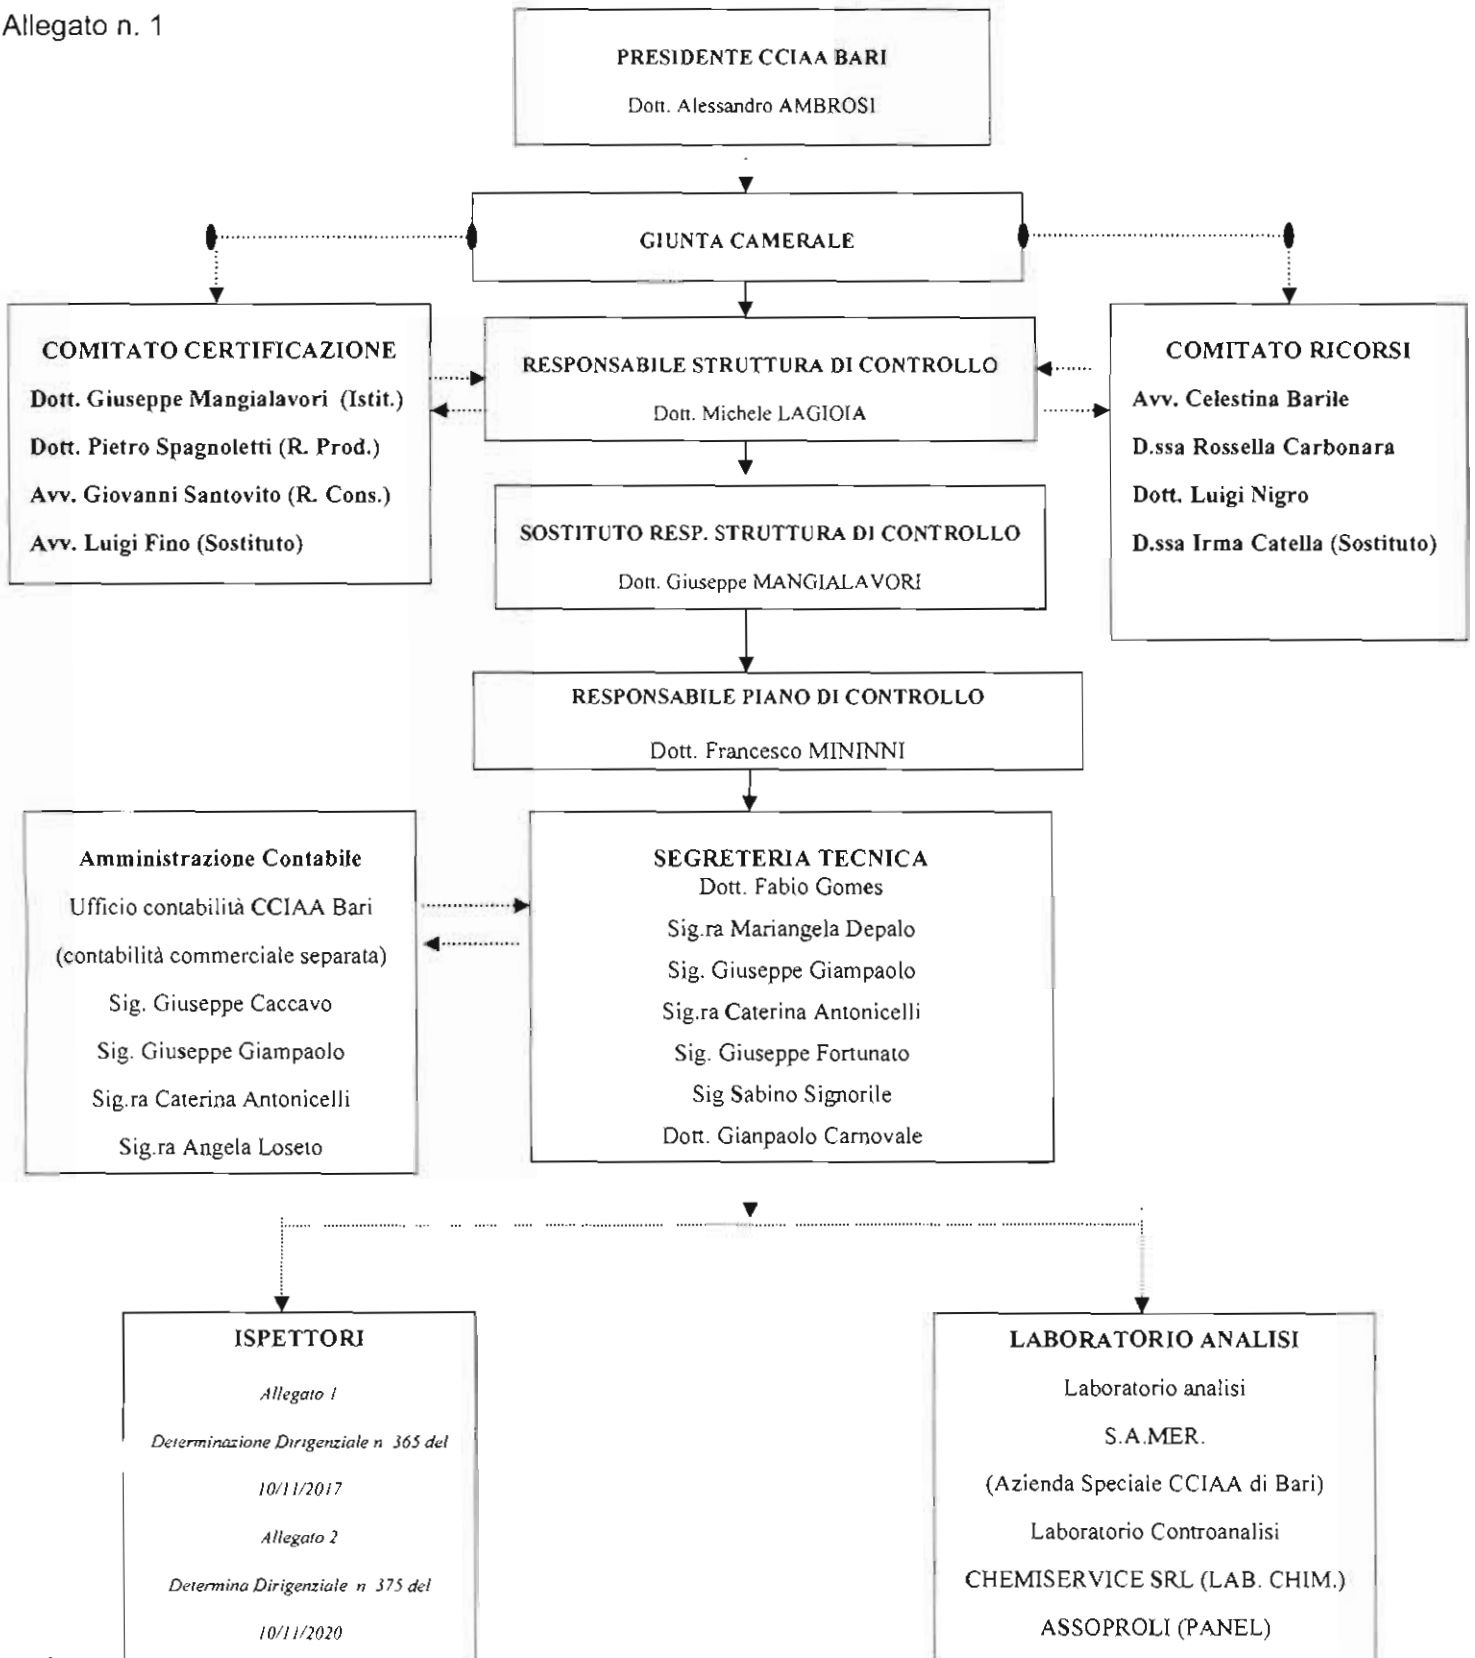 Allegato n. 1
PRESIDENTE CCIAA BARI
Dott. Alessandro AMBROSI
GIUNTA CAMERALE
COMITATO CERTIFICAZIONE
Dott. Giuseppe Mangialavori (Istit.)
Dott. Pietro Spagnoletti (R. Prod.)
Avv. Giovanni Santovito (R. Cons.)
Avv. Luigi Fino (Sostituto)
RESPONSABILE STRUTTURA DI CONTROLLO
Dott. Michele LAGIOIA
COMITATO RICORSI
Avv. Celestina Barile
D.ssa Rossella Carbonara
Dott. Luigi Nigro
D.ssa Irma Catella (Sostituto)
SOSTITUTO RESP. STRUTTURA DI CONTROLLO
Dott. Giuseppe MANGIALAVORI
RESPONSABILE PIANO DI CONTROLLO
Dott. Francesco MININNI
Amministrazione Contabile
Ufficio contabilità CCIAA Bari
(contabilità commerciale separata)
Sig. Giuseppe Caccavo
Sig. Giuseppe Giampaolo
Sig.ra Caterina Antonicelli
Sig.ra Angela Loseto
SEGRETERIA TECNICA
Dott. Fabio Gomes
Sig.ra Mariangela Depalo
Sig. Giuseppe Giampaolo
Sig.ra Caterina Antonicelli
Sig. Giuseppe Fortunato
Sig Sabino Signorile
Dott. Gianpaolo Carnovale
ISPETTORI
Allegato 1
Determinazione Dirigenziale n 365 del
10/11/2017
Allegato 2
Determina Dirigenziale n 375 del
10/11/2020
LABORATORIO ANALISI
Laboratorio analisi
S.A.MER.
(Azienda Speciale CCIAA di Bari)
Laboratorio Controanalisi
CHEMISERVICE SRL (LAB. CHIM.)
ASSOPROLI (PANEL)